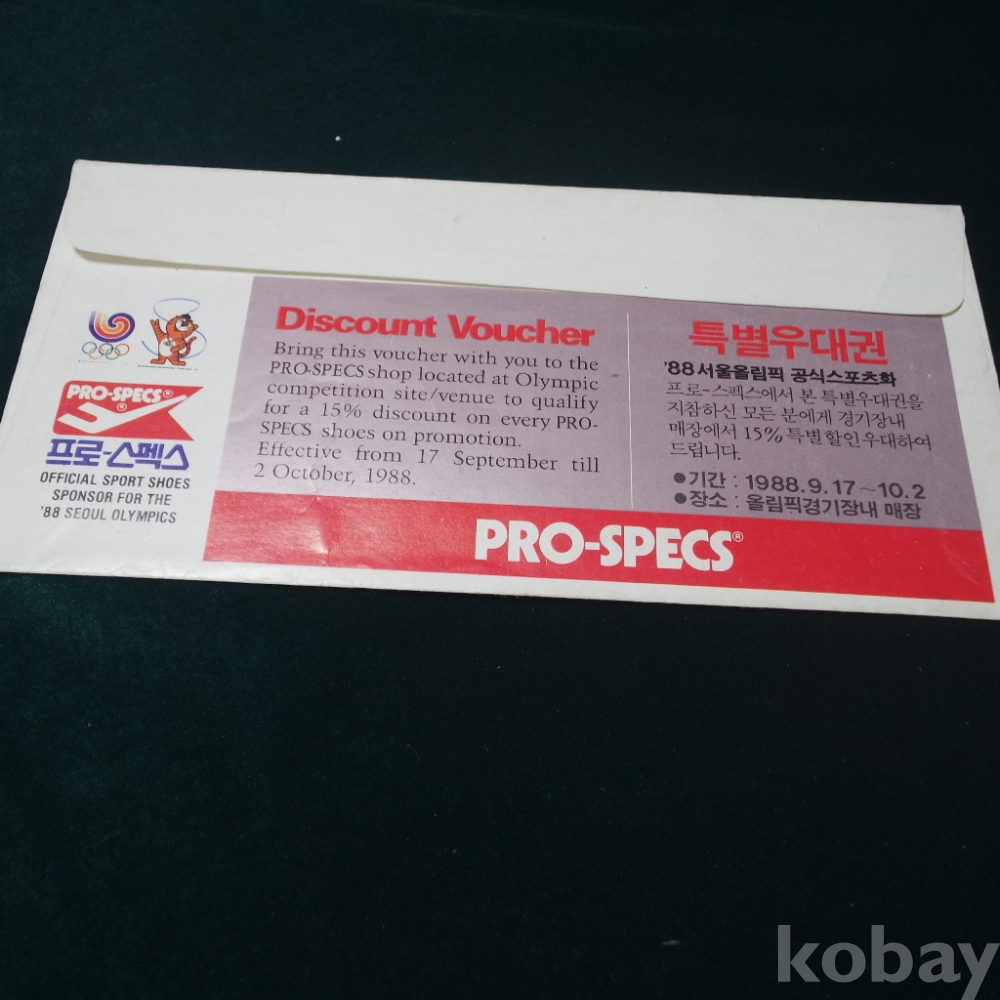 PRO-SPECS®
프로-스펙스
OFFICIAL SPORT SHOES
SPONSOR FOR THE
'88 SEOUL OLYMPICS
Discount Voucher
Bring this voucher with you to the
PRO-SPECS shop located at Olympic
competition site/venue to qualify
for a 15% discount on every PRO-
SPECS shoes on promotion.
Effective from 17 September till
2 October, 1988.
특별우대권
'88서울올림픽 공식스포츠화
프로-스펙스에서 본 특별우대권을
지참하신 모든 분에게 경기장내
매장에서 15% 특별할인우대하여
드립니다.
●기간 : 1988.9.17~10.2
●장소 : 올림픽경기장내 매장
PRO-SPECS®
kobay